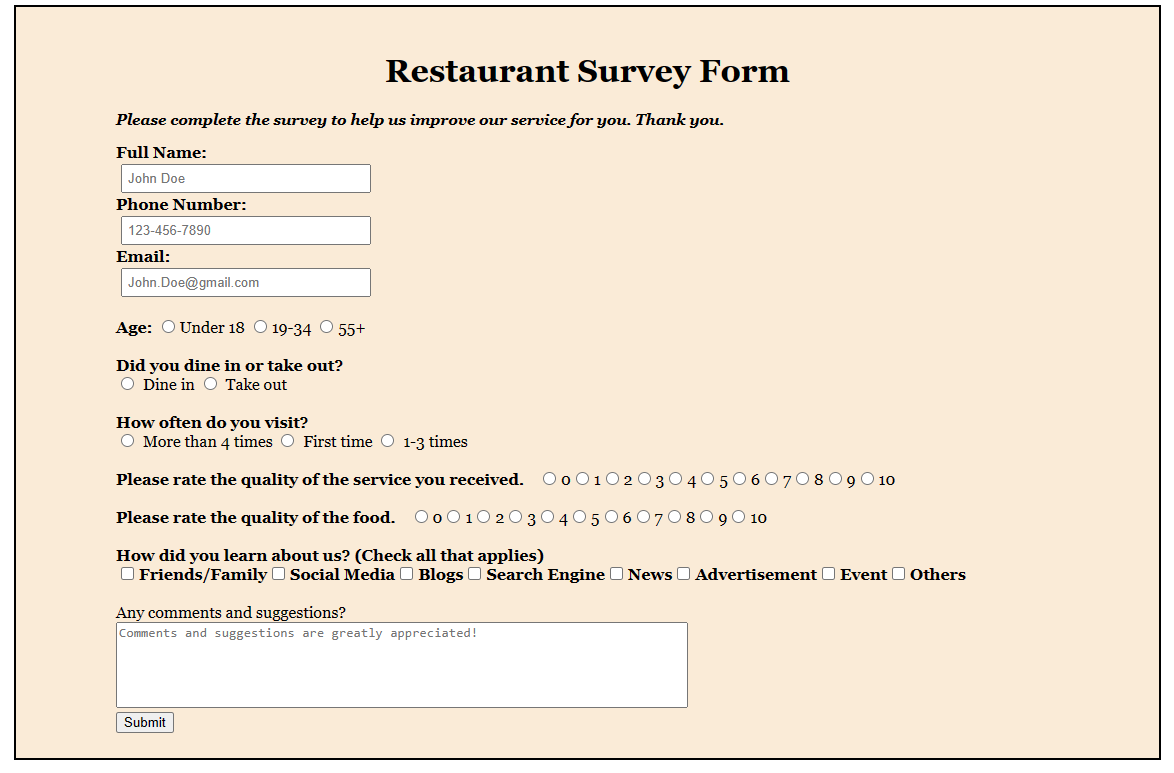 Restaurant Survey Form
Please complete the survey to help us improve our service for you. Thank you.
Full Name:
John Doe
Phone Number:
123-456-7890
Email:
John.Doe@gmail.com
Age: Under 18 19-34 55+
Did you dine in or take out?
Dine in Take out
How often do you visit?
More than 4 times First time 1-3 times
Please rate the quality of the service you received. 0 1 2 3 4 5 6 7 8 9 10
Please rate the quality of the food. 0 1 2 3 4 5 6 7 8 9 10
How did you learn about us? (Check all that applies)
Friends/Family Social Media Blogs Search Engine News Advertisement Event Others
Any comments and suggestions?
Comments and suggestions are greatly appreciated!
Submit